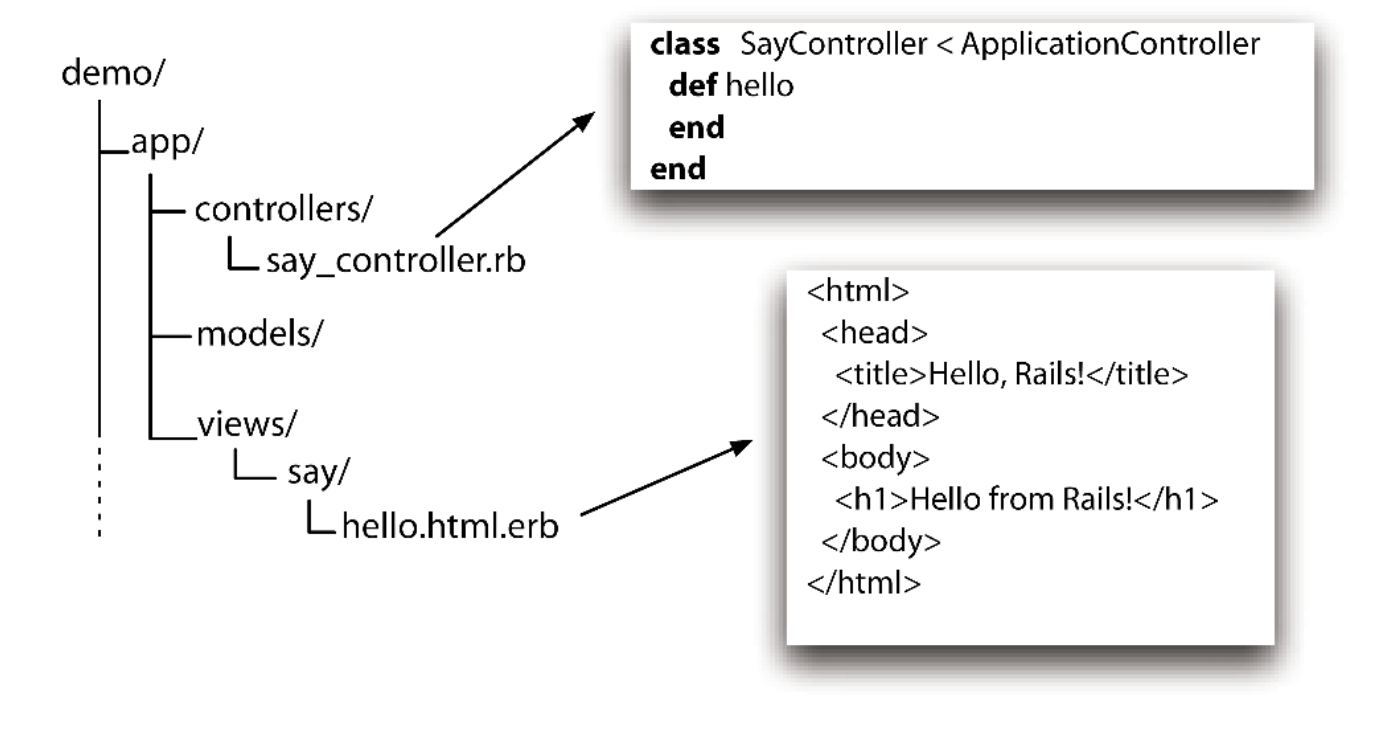 demo/
app/
controllers/
say_controller.rb
models/
views/
say/
hello.html.erb
class SayController < ApplicationController
def hello
end
end
<html>
<head>
<title>Hello, Rails!</title>
</head>
<body>
<h1>Hello from Rails!</h1>
</body>
</html>